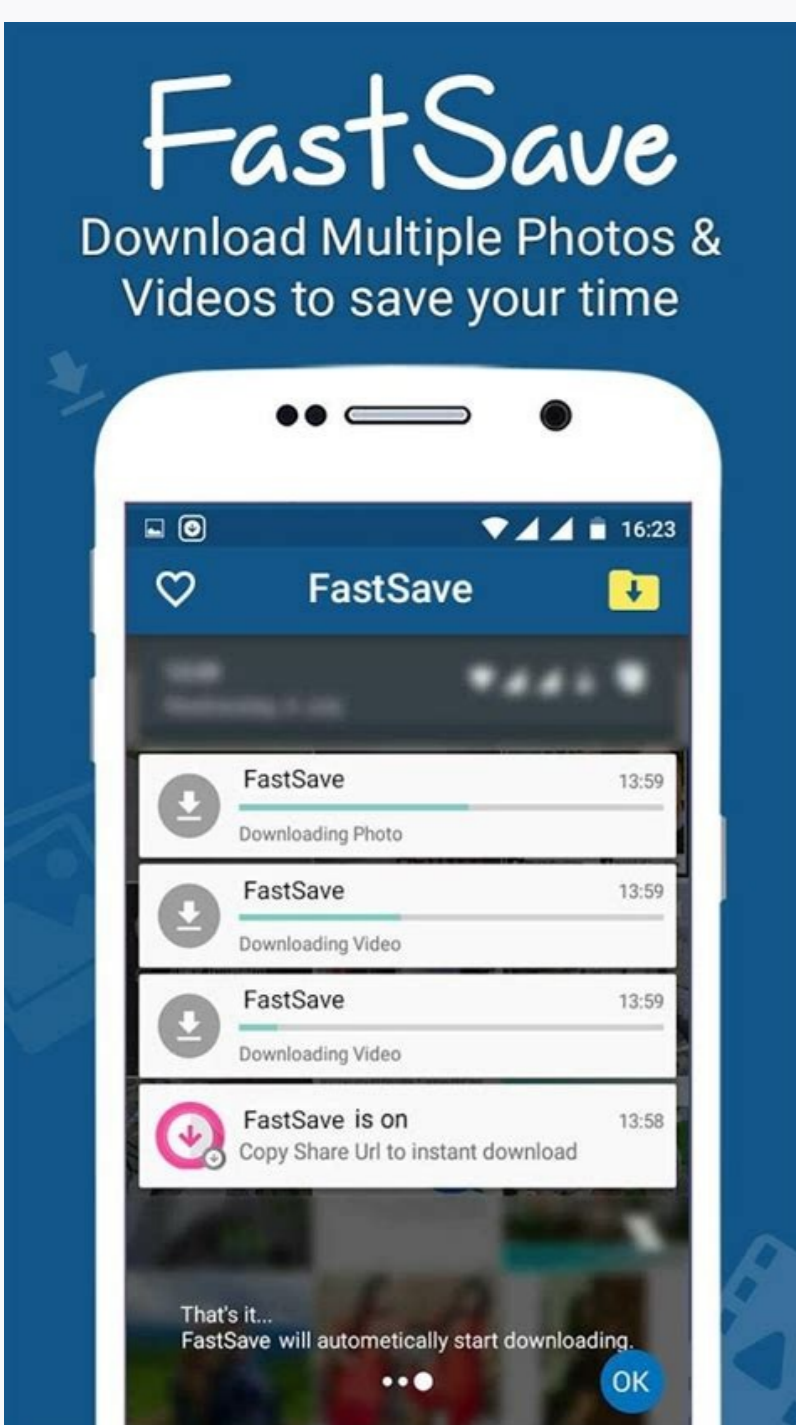 FastSave
Download Multiple Photos &
Videos to save your time
16:23
FastSave
FastSave 13:59
Downloading Photo
FastSave 13:59
Downloading Video
FastSave 13:59
Downloading Video
FastSave is on 13:58
Copy Share Url to instant download
That's it...
FastSave will autometically start downloading.
OK